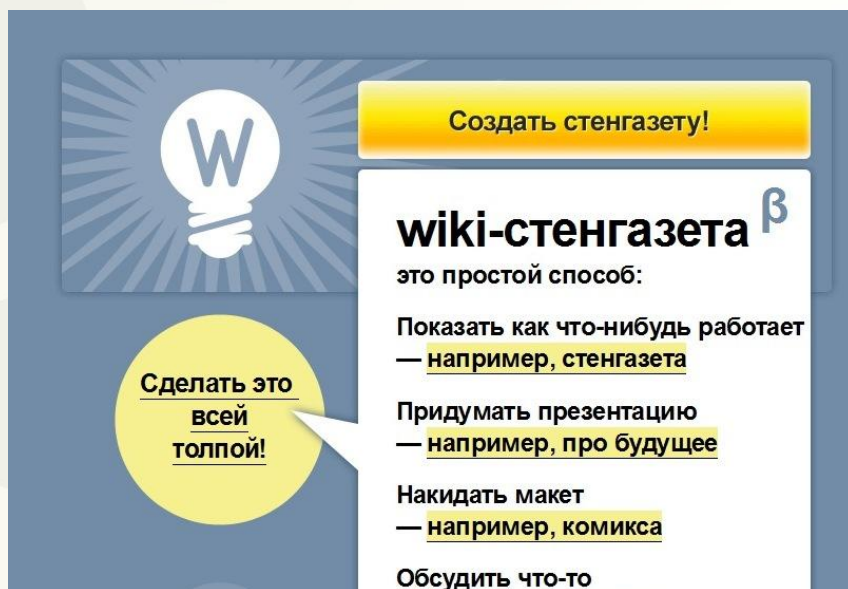 W
Создать стенгазету!
wiki-стенгазета β
это простой способ:
Показать как что-нибудь работает
— например, стенгазета
Придумать презентацию
— например, про будущее
Накидать макет
— например, комикса
Обсудить что-то
Сделать это
всей
толпой!